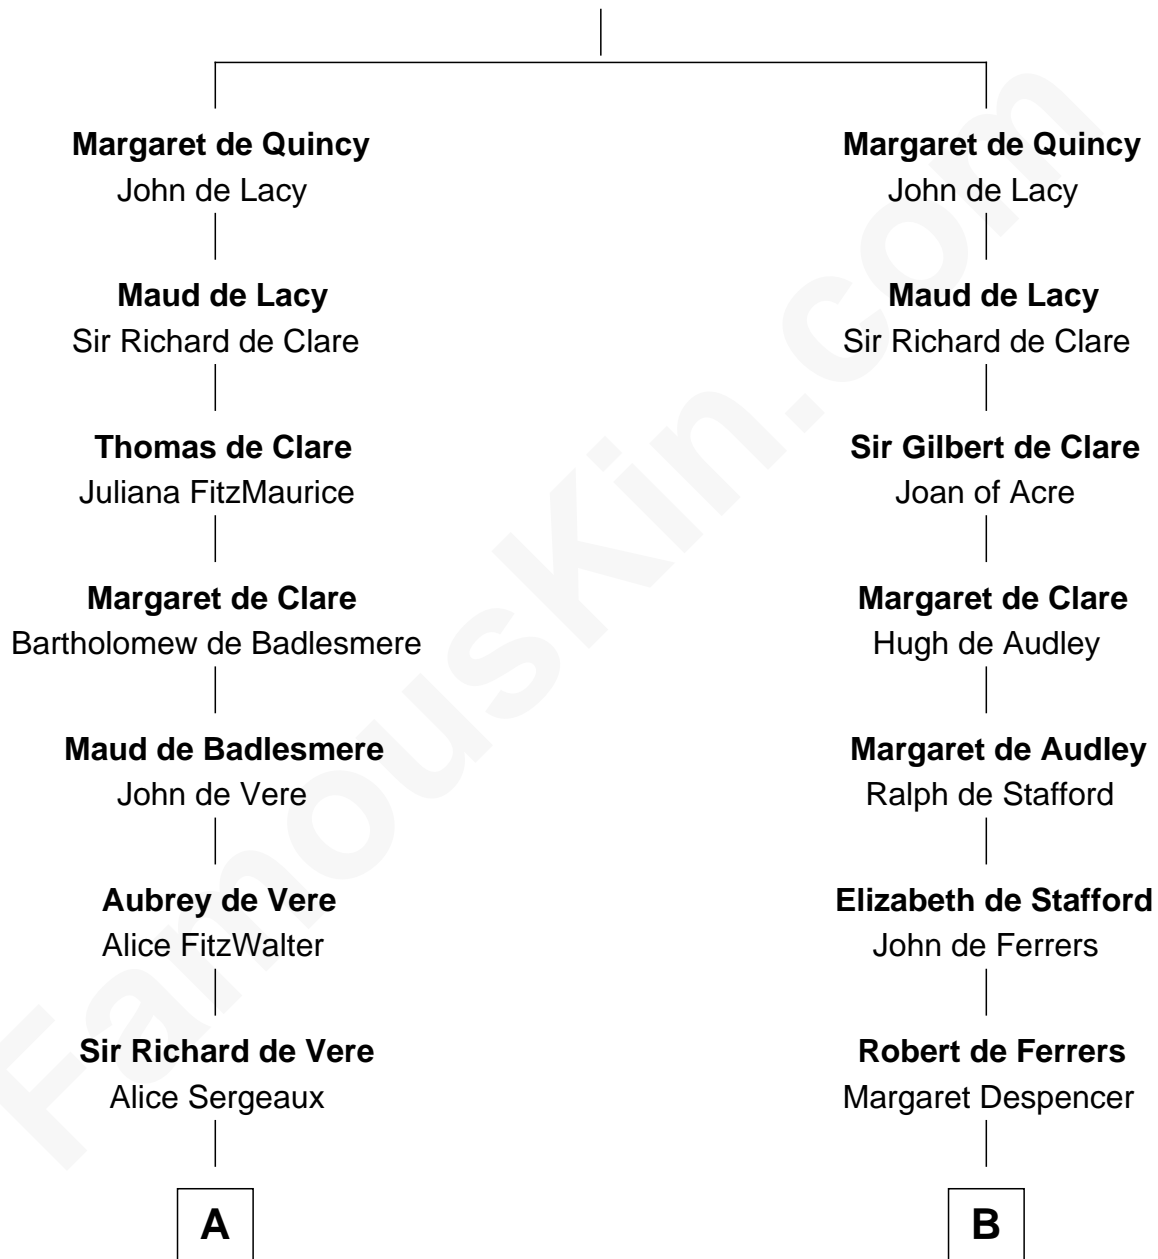 Margaret de Quincy
John de Lacy
Maud de Lacy
Sir Richard de Clare
Thomas de Clare
Juliana FitzMaurice
Margaret de Clare
Bartholomew de Badlesmere
Maud de Badlesmere
John de Vere
Aubrey de Vere
Alice FitzWalter
Sir Richard de Vere
Alice Sergeaux
A
Margaret de Quincy
John de Lacy
Maud de Lacy
Sir Richard de Clare
Sir Gilbert de Clare
Joan of Acre
Margaret de Clare
Hugh de Audley
Margaret de Audley
Ralph de Stafford
Elizabeth de Stafford
John de Ferrers
Robert de Ferrers
Margaret Despencer
B
FamousKin.com